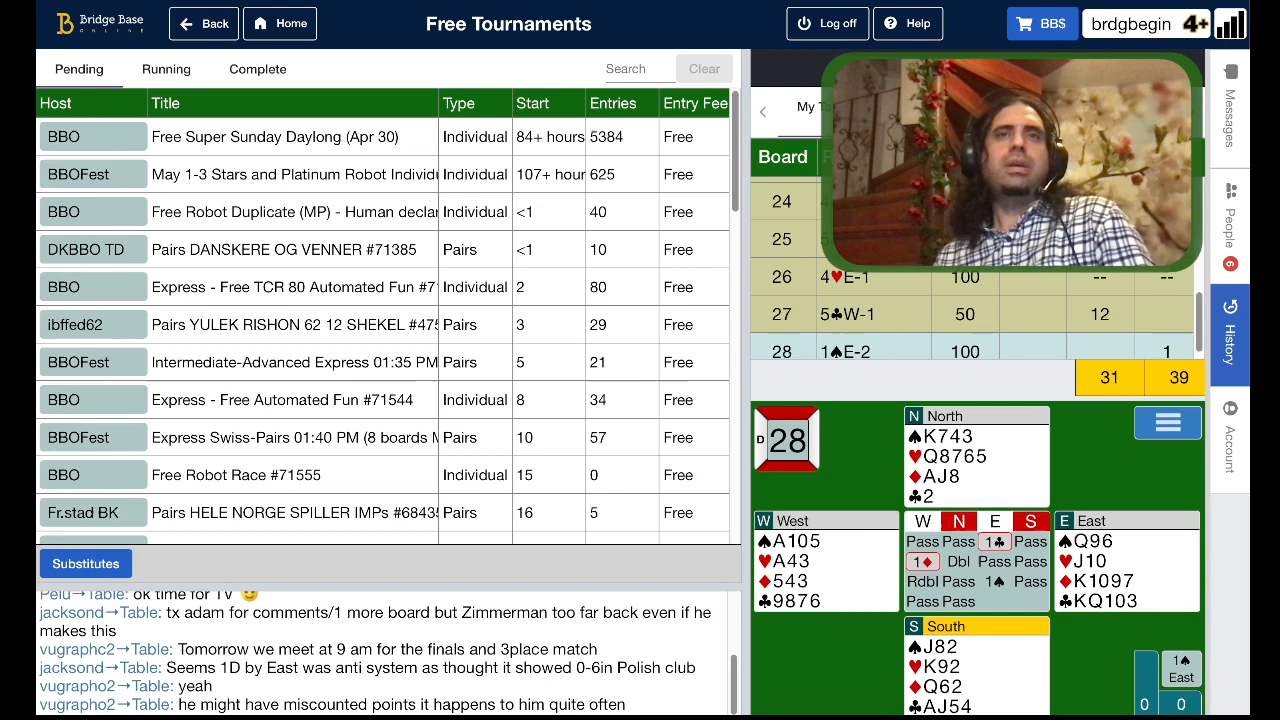 Bridge Base
ONLINE
Back
Home
Free Tournaments
Log off
Help
BB$
brdgbegin 4+
Pending Running Complete Search Clear
Host Title Type Start Entries Entry Fee
BBO Free Super Sunday Daylong (Apr 30) Individual 84+ hours 5384 Free
BBOFest May 1-3 Stars and Platinum Robot Individu Individual 107+ hour 625 Free
BBO Free Robot Duplicate (MP) - Human declar Individual <1 40 Free
DKBBO TD Pairs DANSKERE OG VENNER #71385 Pairs <1 10 Free
BBO Express - Free TCR 80 Automated Fun #7 Individual 2 80 Free
ibffed62 Pairs YULEK RISHON 62 12 SHEKEL #475 Pairs 3 29 Free
BBOFest Intermediate-Advanced Express 01:35 PM Pairs 5 21 Free
BBO Express - Free Automated Fun #71544 Individual 8 34 Free
BBOFest Express Swiss-Pairs 01:40 PM (8 boards Pairs 10 57 Free
BBO Free Robot Race #71555 Individual 15 0 Free
Fr.stad BK Pairs HELE NORGE SPILLER IMPs #6843 Pairs 16 5 Free
Substitutes
Pelu→Table: ok time for TV
jacksond→Table: tx adam for comments/1 more board but Zimmerman too far back even if he
makes this
vugraphc2→Table: Tomotow we meet at 9 am for the finals and 3place match
jacksond→Table: Seems 1D by East was anti system as thought it showed 0-6in Polish club
vugrapho2→Table: yeah
vugrapho2→Table: he might have miscounted points it happens to him quite often
My Ta
Board
24
25
26 4♥E-1 100 -- --
27 5♣W-1 50 12
28 1♠E-2 100 1
31 39
D 28
N North
♠K743
♥Q8765
♦AJ8
♣2
W West
♠A105
♥A43
♦543
♣9876
W N E S
Pass Pass 1♣ Pass
1♦ Dbl Pass Pass
Rdbl Pass 1♠ Pass
Pass Pass
E East
♠Q96
♥J10
♦K1097
♣KQ103
S South
♠J82
♥K92
♦Q62
♣AJ54
1♠
East
0 0
Messages
People 6
History
Account